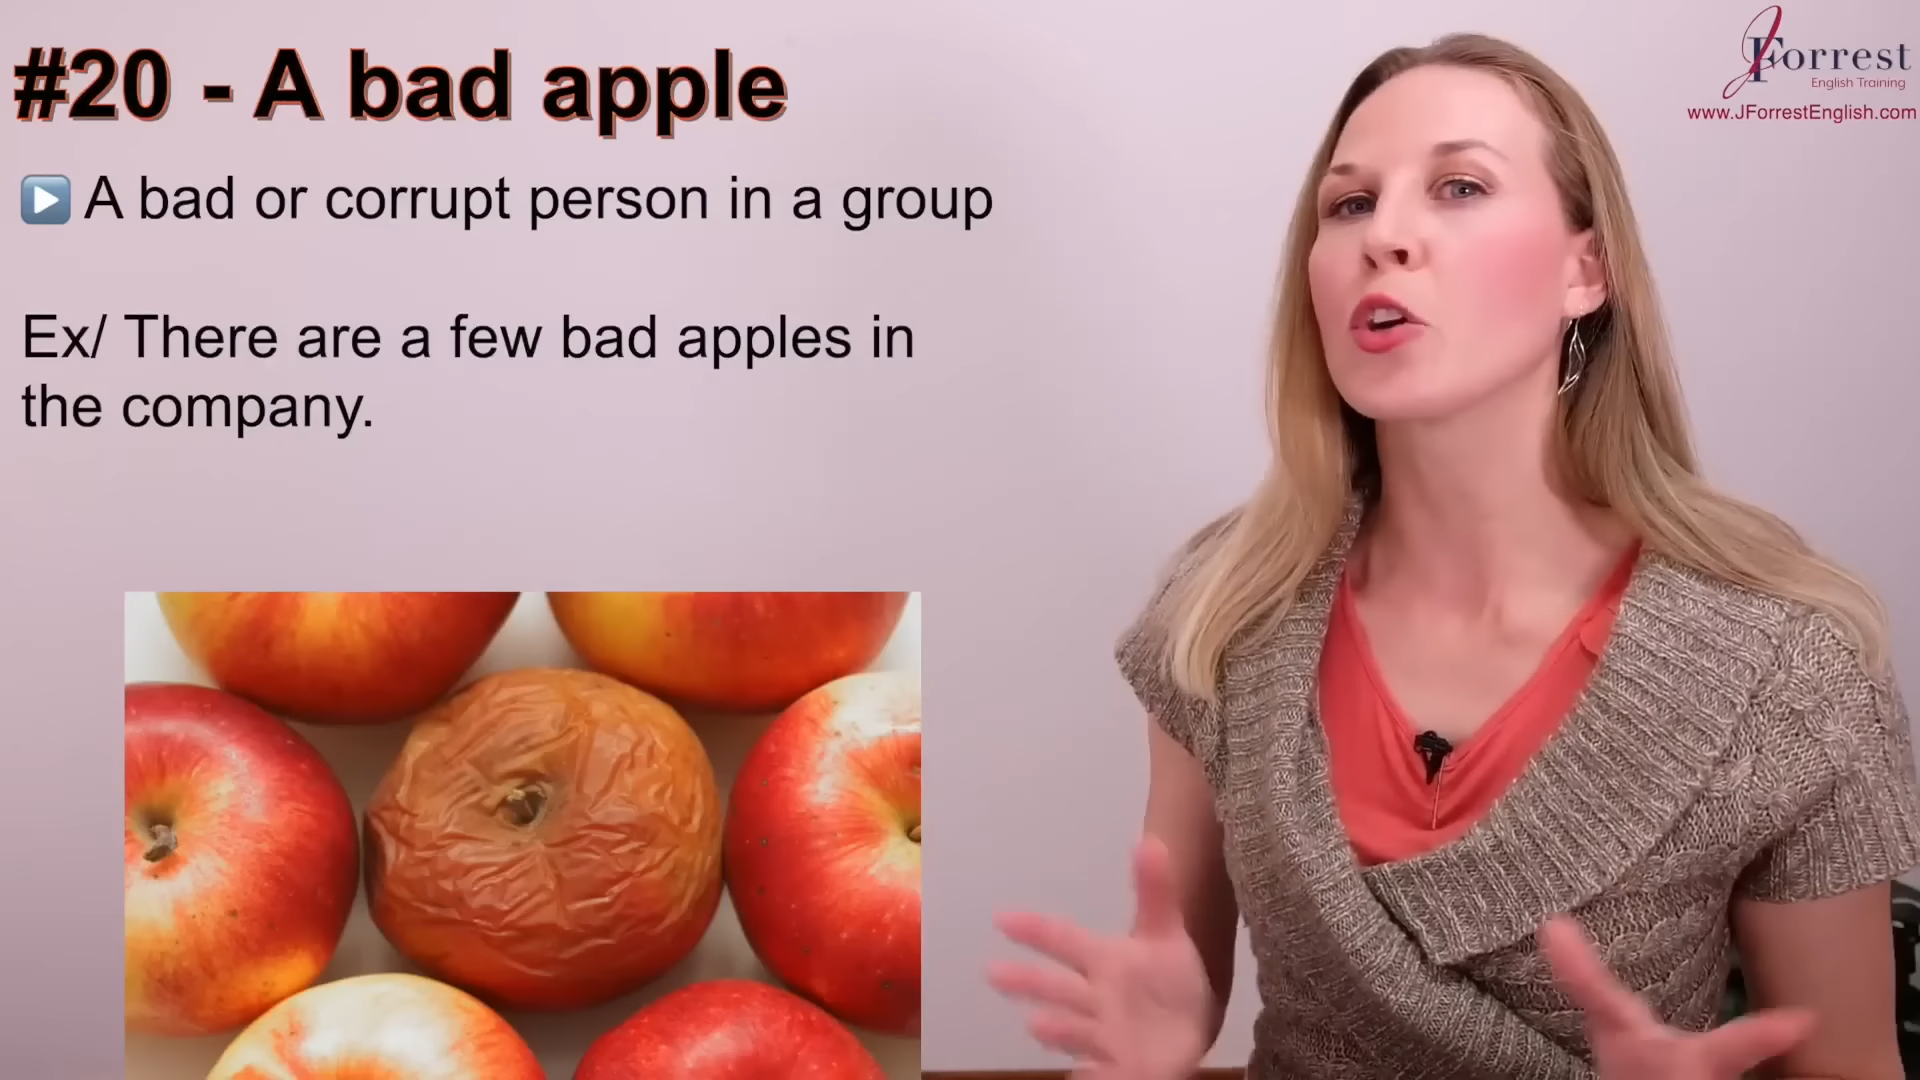 #20 - A bad apple
A bad or corrupt person in a group
Ex/ There are a few bad apples in
the company.
JForrest
English Training
www.JForrestEnglish.com